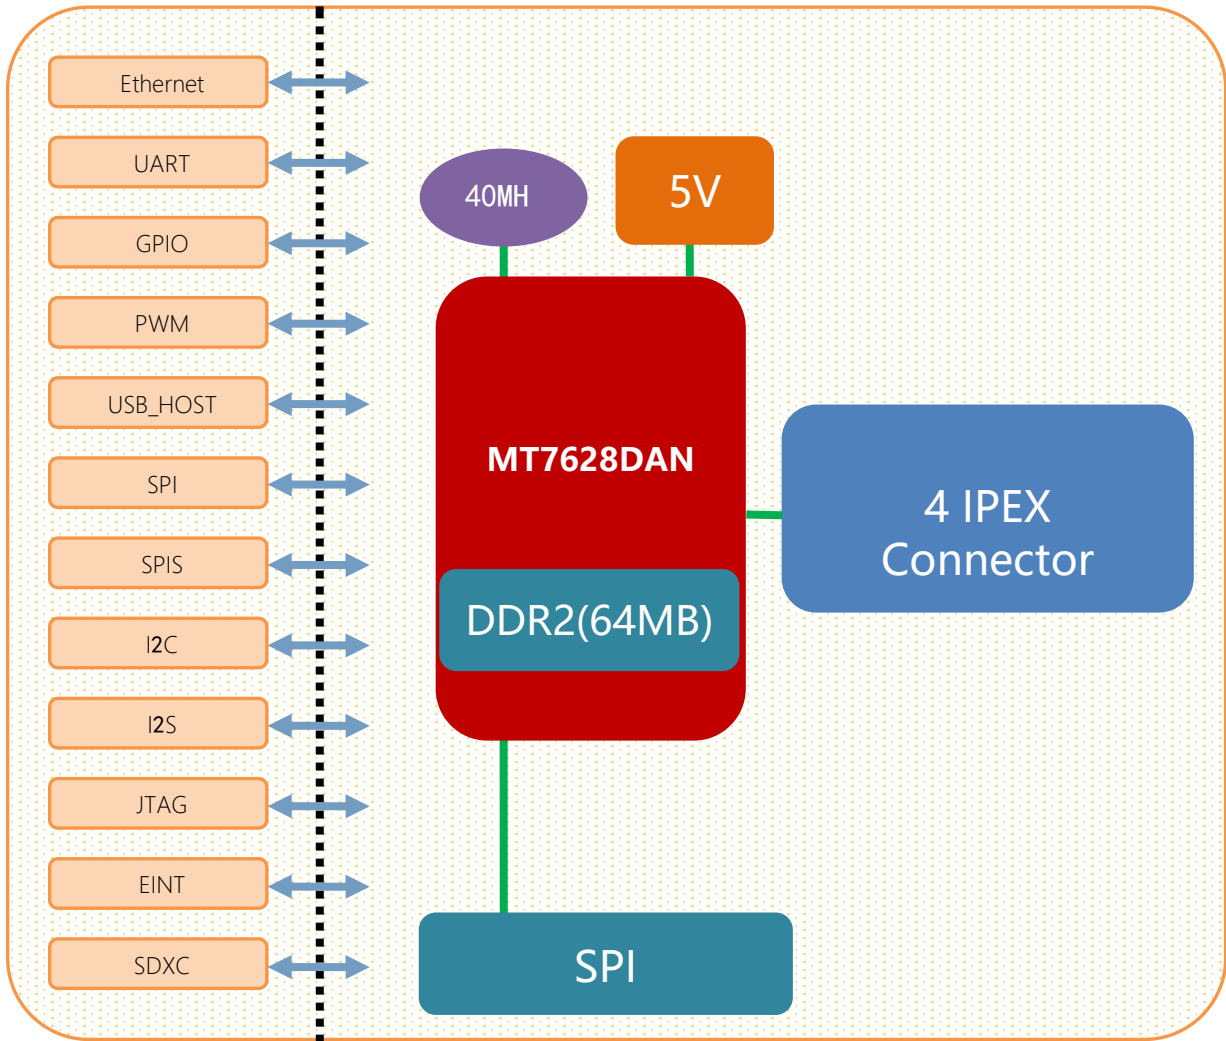 Ethernet
UART
GPIO
PWM
USB_HOST
SPI
SPIS
I2C
I2S
JTAG
EINT
SDXC
40MH
5V
MT7628DAN
DDR2(64MB)
4 IPEX
Connector
SPI